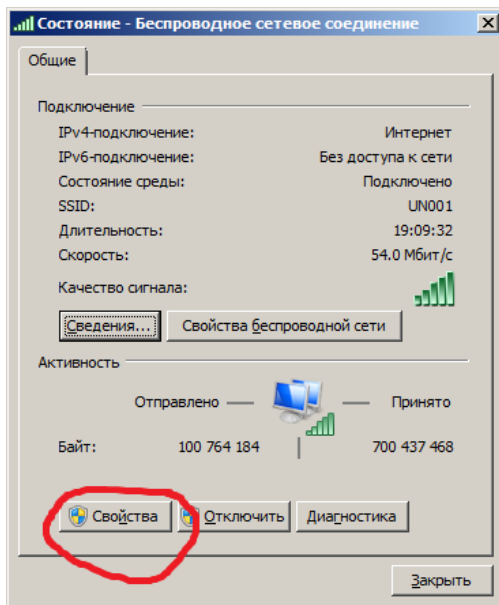 Состояние - Беспроводное сетевое соединение
Общие
Подключение
IPv4-подключение: Интернет
IPv6-подключение: Без доступа к сети
Состояние среды: Подключено
SSID: UN001
Длительность: 19:09:32
Скорость: 54.0 Мбит/с
Качество сигнала:
Сведения... Свойства беспроводной сети
Активность
Отправлено Принято
Байт: 100 764 184 700 437 468
Свойства Отключить Диагностика
Закрыть